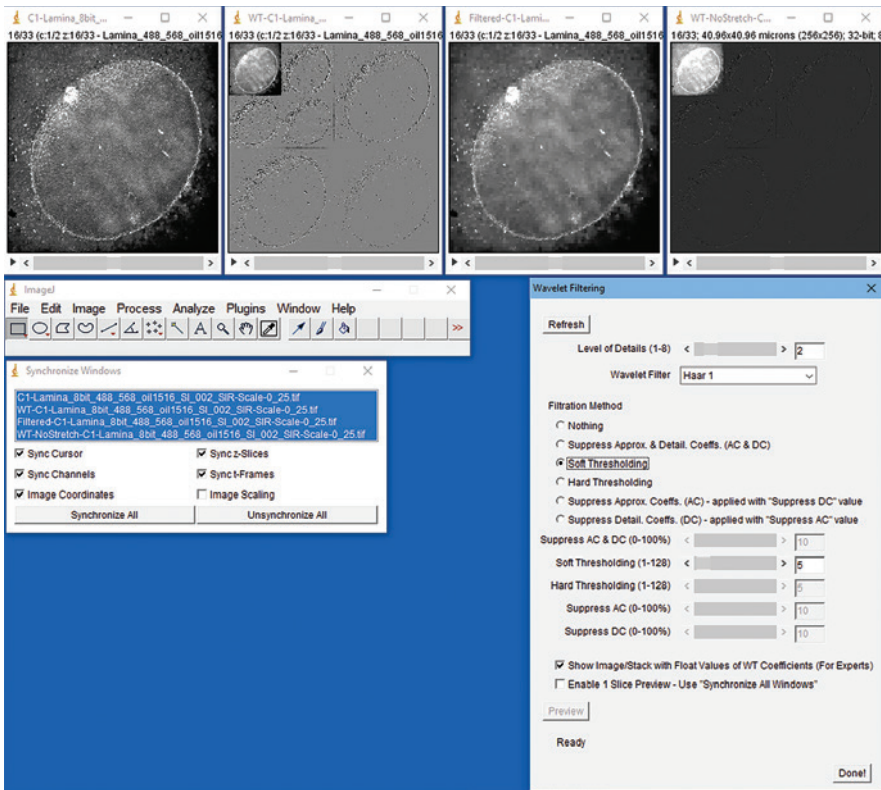 C1-Lamina_8bit_...
WT-C1-Lamina_...
Filtered-C1-Lami...
WT-NoStretch-C...
16/33 (c:1/2 z:16/33 - Lamina_488_568_oil1516
16/33 (c:1/2 z:16/33 - Lamina_488_568_oil1516
16/33 (c:1/2 z:16/33 - Lamina_488_568_oil1516
16/33; 40.96x40.96 microns (256x256); 32-bit; 8
ImageJ
File Edit Image Process Analyze Plugins Window Help
A
>>
Synchronize Windows
C1-Lamina_8bit_488_568_oil1516_SI_002_SIR-Scale-0_25.tif
WT-C1-Lamina_8bit_488_568_oil1516_SI_002_SIR-Scale-0_25.tif
Filtered-C1-Lamina_8bit_488_568_oil1516_SI_002_SIR-Scale-0_25.tif
WT-NoStretch-C1-Lamina_8bit_488_568_oil1516_SI_002_SIR-Scale-0_25.tif
Sync Cursor Sync z-Slices
Sync Channels Sync t-Frames
Image Coordinates Image Scaling
Synchronize All Unsynchronize All
Wavelet Filtering
Refresh
Level of Details (1-8) < > 2
Wavelet Filter Haar 1
Filtration Method
Nothing
Suppress Approx. & Detail. Coeffs. (AC & DC)
Soft Thresholding
Hard Thresholding
Suppress Approx. Coeffs. (AC) - applied with "Suppress DC" value
Suppress Detail. Coeffs. (DC) - applied with "Suppress AC" value
Suppress AC & DC (0-100%) < > 10
Soft Thresholding (1-128) < > 5
Hard Thresholding (1-128) < > 5
Suppress AC (0-100%) < > 10
Suppress DC (0-100%) < > 10
Show Image/Stack with Float Values of WT Coefficients (For Experts)
Enable 1 Slice Preview - Use "Synchronize All Windows"
Preview
Ready
Done!